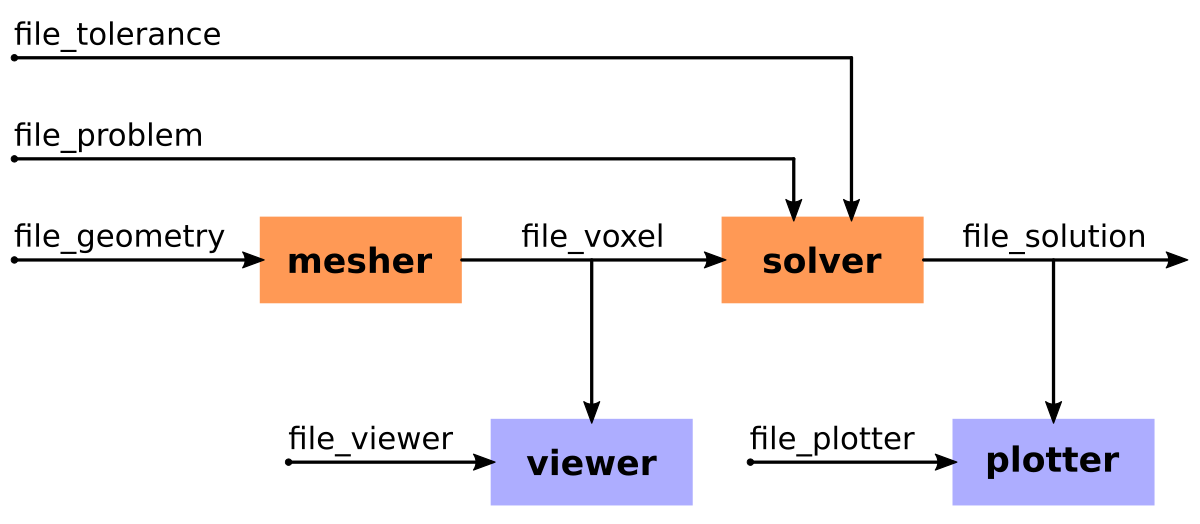 file_tolerance
file_problem
file_geometry
mesher
file_voxel
solver
file_solution
file_viewer
viewer
file_plotter
plotter